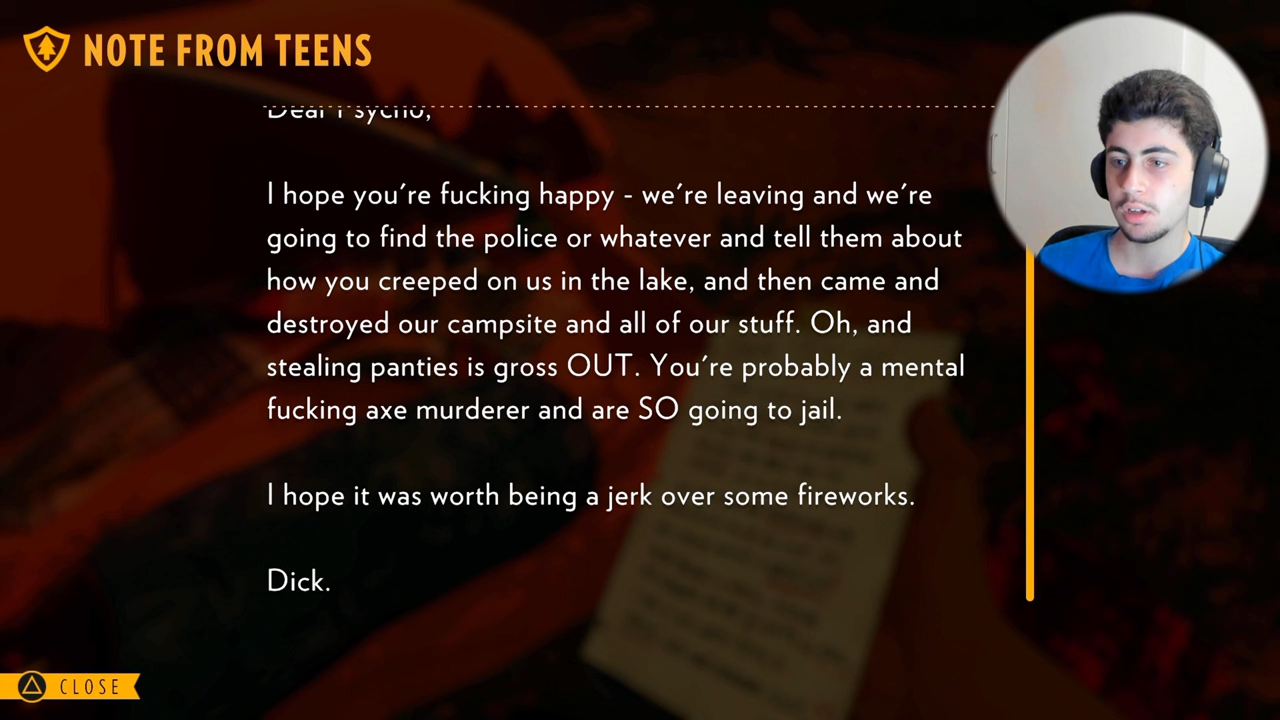 NOTE FROM TEENS
Dear Psycho,
I hope you're fucking happy - we're leaving and we're
going to find the police or whatever and tell them about
how you creeped on us in the lake, and then came and
destroyed our campsite and all of our stuff. Oh, and
stealing panties is gross OUT. You're probably a mental
fucking axe murderer and are SO going to jail.
I hope it was worth being a jerk over some fireworks.
Dick.
CLOSE